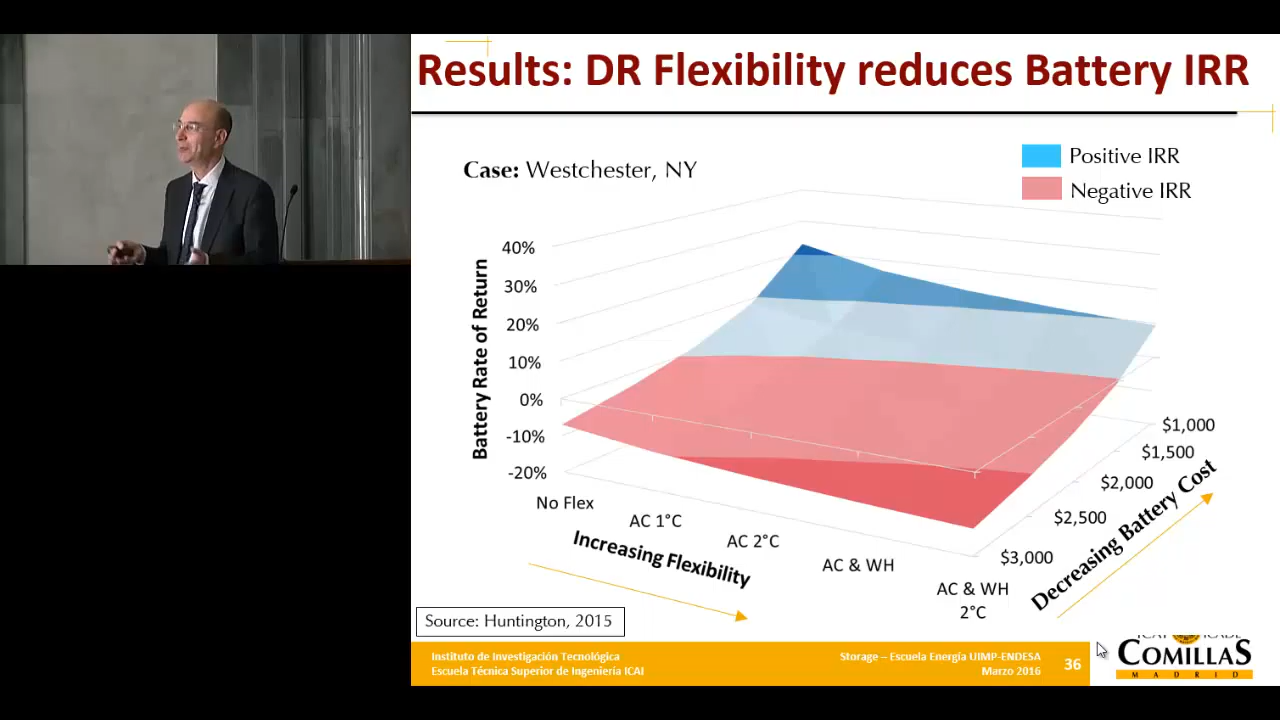 Results: DR Flexibility reduces Battery IRR
Case: Westchester, NY
Positive IRR
Negative IRR
Battery Rate of Return
40%
30%
20%
10%
0%
-10%
-20%
No Flex
AC 1°C
AC 2°C
AC & WH
AC & WH
2°C
Increasing Flexibility
$1,000
$1,500
$2,000
$2,500
$3,000
Decreasing Battery Cost
Source: Huntington, 2015
Instituto de Investigación Tecnológica
Escuela Técnica Superior de Ingeniería ICAI
Storage – Escuela Energía UIMP-ENDESA
Marzo 2016
36
ICAI ICADE
COMILLAS
MADRID